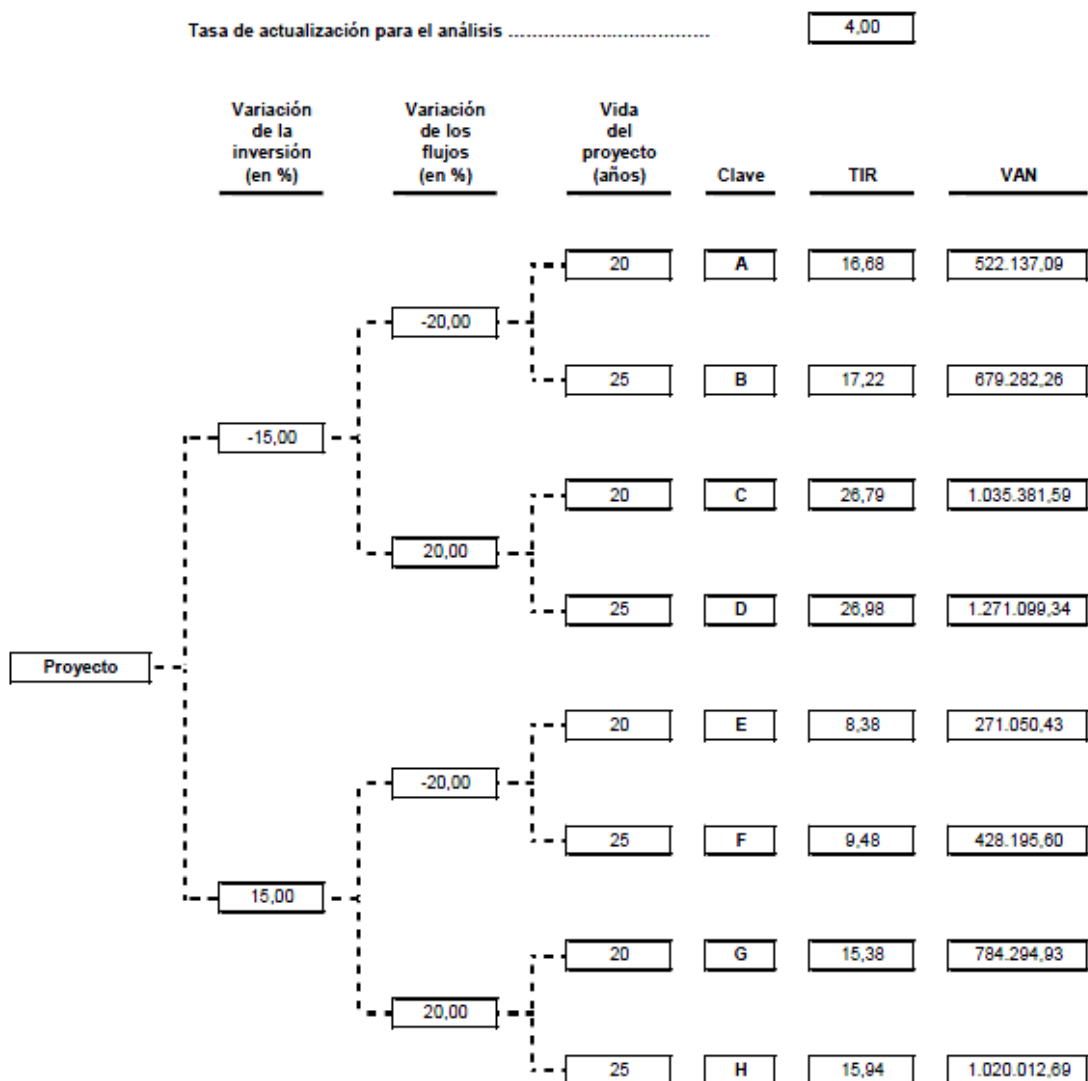 Tasa de actualización para el análisis ................................... 4,00
Variación de la inversión (en %)
Variación de los flujos (en %)
Vida del proyecto (años)
Clave
TIR
VAN
20 A 16,68 522.137,09
-20,00
25 B 17,22 679.282,26
-15,00
20 C 26,79 1.035.381,59
20,00
25 D 26,98 1.271.099,34
Proyecto
20 E 8,38 271.050,43
-20,00
25 F 9,48 428.195,60
15,00
20 G 15,38 784.294,93
20,00
25 H 15,94 1.020.012,69